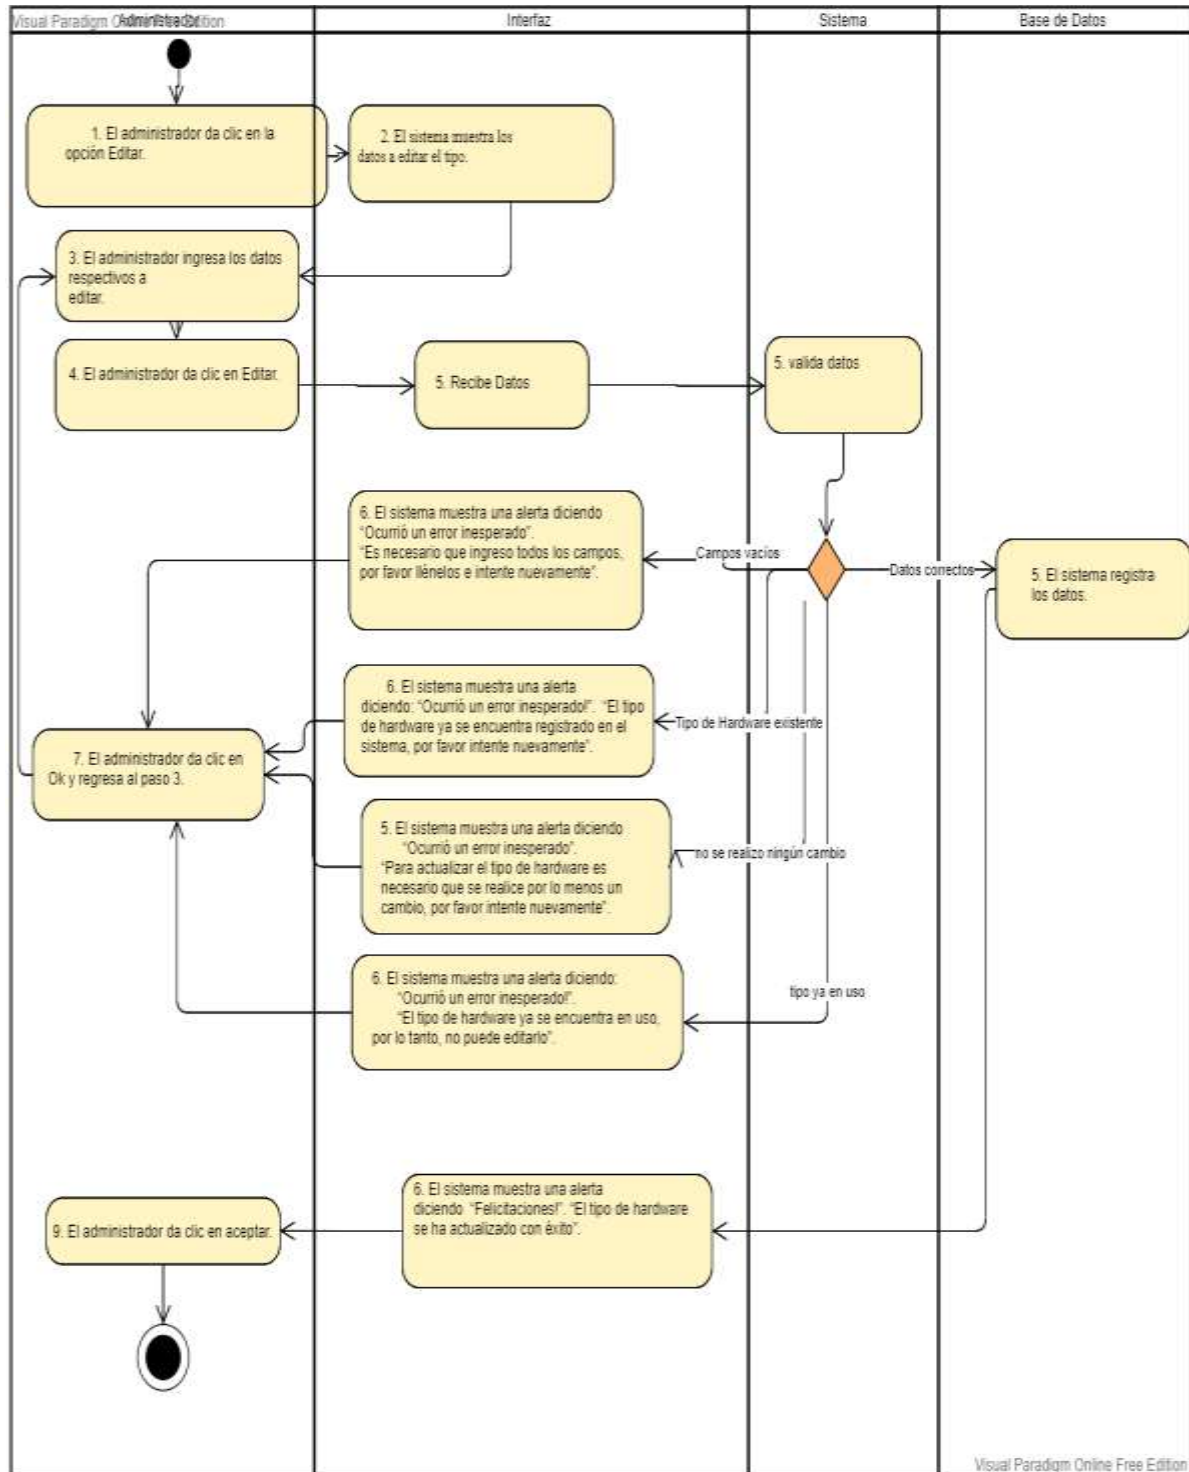 Visual Paradigm Online Free Edition
Administrador
Interfaz
Sistema
Base de Datos
1. El administrador da clic en la
opción Editar.
2. El sistema muestra los
datos a editar el tipo.
3. El administrador ingresa los datos
respectivos a
editar.
4. El administrador da clic en Editar.
5. Recibe Datos
5. valida datos
6. El sistema muestra una alerta diciendo
“Ocurrió un error inesperado”.
“Es necesario que ingreso todos los campos,
por favor llénelos e intente nuevamente”.
Campos vacíos
Datos correctos
5. El sistema registra
los datos.
6. El sistema muestra una alerta
diciendo: “Ocurrió un error inesperado!”. “El tipo
de hardware ya se encuentra registrado en el
sistema, por favor intente nuevamente”.
Tipo de Hardware existente
7. El administrador da clic en
Ok y regresa al paso 3.
5. El sistema muestra una alerta diciendo
“Ocurrió un error inesperado”.
“Para actualizar el tipo de hardware es
necesario que se realice por lo menos un
cambio, por favor intente nuevamente”.
no se realizo ningún cambio
6. El sistema muestra una alerta diciendo:
“Ocurrió un error inesperado!”.
“El tipo de hardware ya se encuentra en uso,
por lo tanto, no puede editarlo”.
tipo ya en uso
6. El sistema muestra una alerta
diciendo “Felicitaciones!”. “El tipo de hardware
se ha actualizado con éxito”.
9. El administrador da clic en aceptar.
Visual Paradigm Online Free Edition